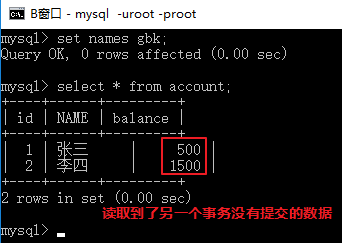 B窗口 - mysql  -uroot -proot
mysql> set names gbk;
Query OK, 0 rows affected (0.00 sec)
mysql> select * from account;
+----+------+---------+
| id | NAME | balance |
+----+------+---------+
|  1 | 张三   |     500 |
|  2 | 李四   |    1500 |
+----+------+---------+
2 rows in set (0.00 sec)
读取到了另一个事务没有提交的数据
mysql>